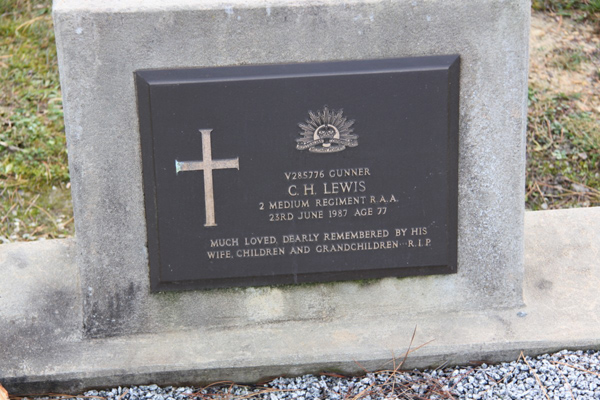 V285776 GUNNER
C. H. LEWIS
2 MEDIUM REGIMENT R.A.A.
23RD JUNE 1987 AGE 77
MUCH LOVED, DEARLY REMEMBERED BY HIS
WIFE, CHILDREN AND GRANDCHILDREN···R.I.P.